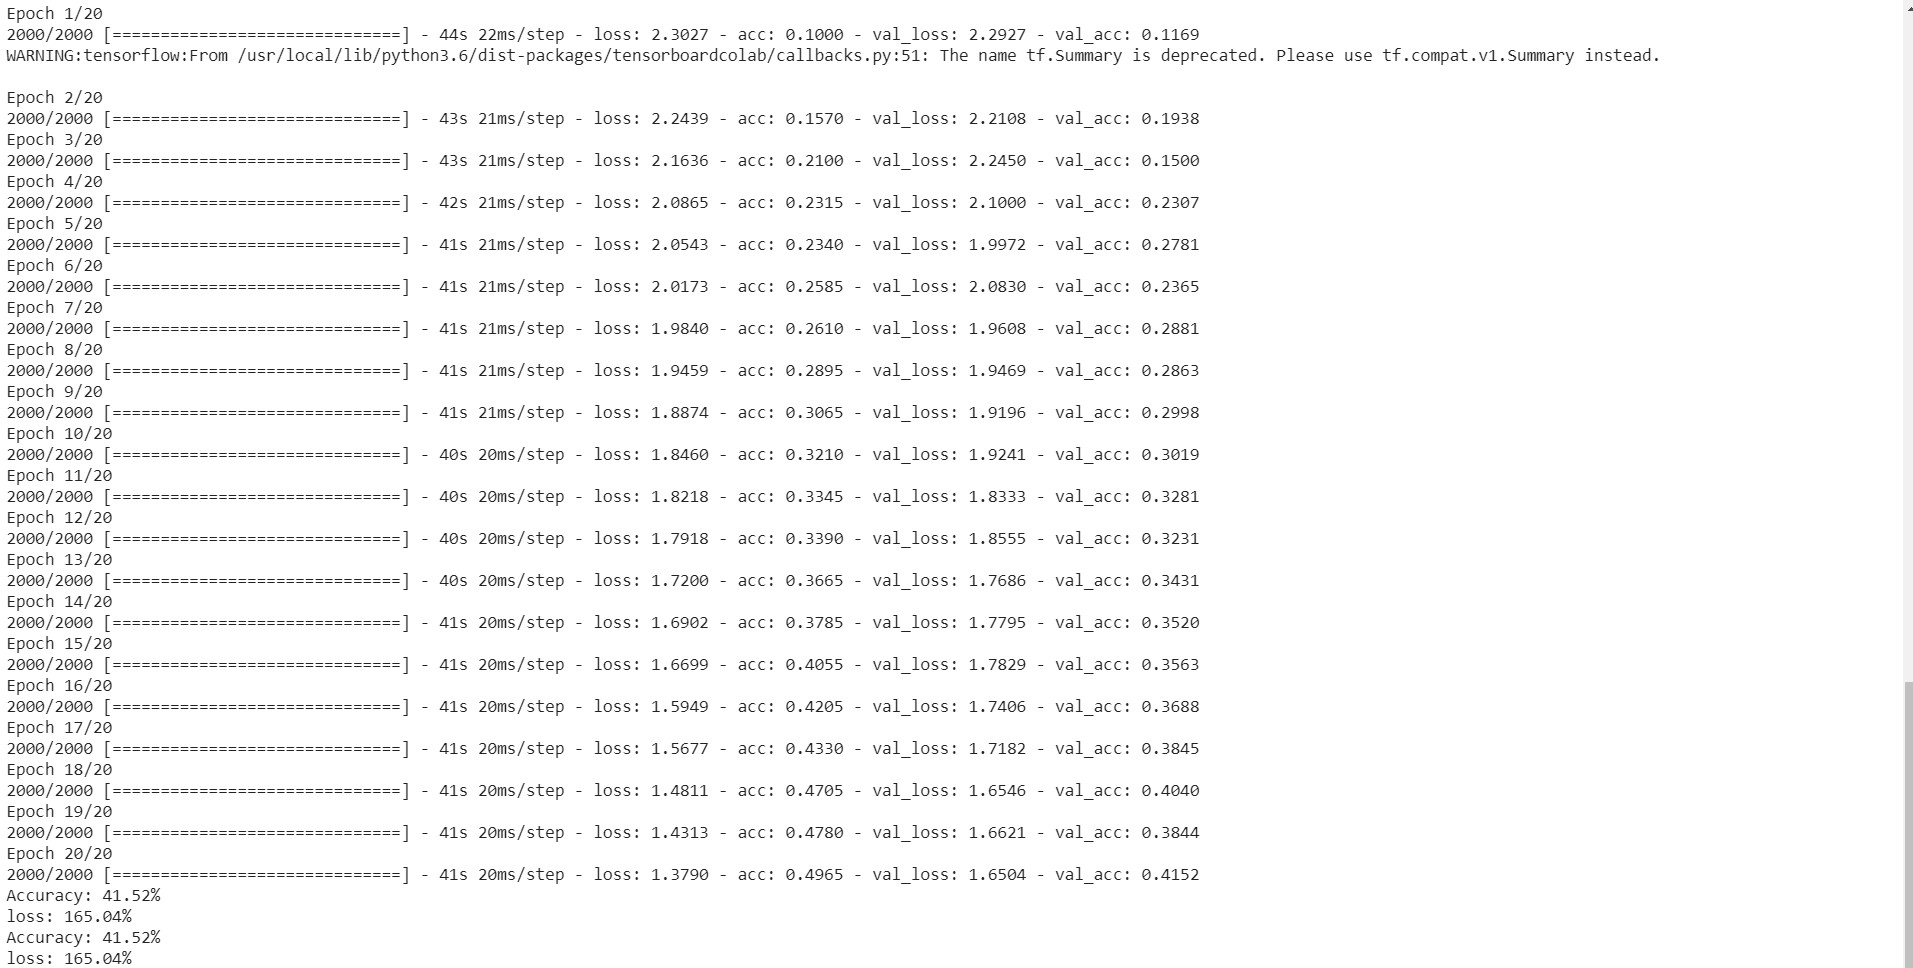 Epoch 1/20
2000/2000 [==============================] - 44s 22ms/step - loss: 2.3027 - acc: 0.1000 - val_loss: 2.2927 - val_acc: 0.1169
WARNING:tensorflow:From /usr/local/lib/python3.6/dist-packages/tensorboardcolab/callbacks.py:51: The name tf.Summary is deprecated. Please use tf.compat.v1.Summary instead.

Epoch 2/20
2000/2000 [==============================] - 43s 21ms/step - loss: 2.2439 - acc: 0.1570 - val_loss: 2.2108 - val_acc: 0.1938
Epoch 3/20
2000/2000 [==============================] - 43s 21ms/step - loss: 2.1636 - acc: 0.2100 - val_loss: 2.2450 - val_acc: 0.1500
Epoch 4/20
2000/2000 [==============================] - 42s 21ms/step - loss: 2.0865 - acc: 0.2315 - val_loss: 2.1000 - val_acc: 0.2307
Epoch 5/20
2000/2000 [==============================] - 41s 21ms/step - loss: 2.0543 - acc: 0.2340 - val_loss: 1.9972 - val_acc: 0.2781
Epoch 6/20
2000/2000 [==============================] - 41s 21ms/step - loss: 2.0173 - acc: 0.2585 - val_loss: 2.0830 - val_acc: 0.2365
Epoch 7/20
2000/2000 [==============================] - 41s 21ms/step - loss: 1.9840 - acc: 0.2610 - val_loss: 1.9608 - val_acc: 0.2881
Epoch 8/20
2000/2000 [==============================] - 41s 21ms/step - loss: 1.9459 - acc: 0.2895 - val_loss: 1.9469 - val_acc: 0.2863
Epoch 9/20
2000/2000 [==============================] - 41s 21ms/step - loss: 1.8874 - acc: 0.3065 - val_loss: 1.9196 - val_acc: 0.2998
Epoch 10/20
2000/2000 [==============================] - 40s 20ms/step - loss: 1.8460 - acc: 0.3210 - val_loss: 1.9241 - val_acc: 0.3019
Epoch 11/20
2000/2000 [==============================] - 40s 20ms/step - loss: 1.8218 - acc: 0.3345 - val_loss: 1.8333 - val_acc: 0.3281
Epoch 12/20
2000/2000 [==============================] - 40s 20ms/step - loss: 1.7918 - acc: 0.3390 - val_loss: 1.8555 - val_acc: 0.3231
Epoch 13/20
2000/2000 [==============================] - 40s 20ms/step - loss: 1.7200 - acc: 0.3665 - val_loss: 1.7686 - val_acc: 0.3431
Epoch 14/20
2000/2000 [==============================] - 41s 20ms/step - loss: 1.6902 - acc: 0.3785 - val_loss: 1.7795 - val_acc: 0.3520
Epoch 15/20
2000/2000 [==============================] - 41s 20ms/step - loss: 1.6699 - acc: 0.4055 - val_loss: 1.7829 - val_acc: 0.3563
Epoch 16/20
2000/2000 [==============================] - 41s 20ms/step - loss: 1.5949 - acc: 0.4205 - val_loss: 1.7406 - val_acc: 0.3688
Epoch 17/20
2000/2000 [==============================] - 41s 20ms/step - loss: 1.5677 - acc: 0.4330 - val_loss: 1.7182 - val_acc: 0.3845
Epoch 18/20
2000/2000 [==============================] - 41s 20ms/step - loss: 1.4811 - acc: 0.4705 - val_loss: 1.6546 - val_acc: 0.4040
Epoch 19/20
2000/2000 [==============================] - 41s 20ms/step - loss: 1.4313 - acc: 0.4780 - val_loss: 1.6621 - val_acc: 0.3844
Epoch 20/20
2000/2000 [==============================] - 41s 20ms/step - loss: 1.3790 - acc: 0.4965 - val_loss: 1.6504 - val_acc: 0.4152
Accuracy: 41.52%
loss: 165.04%
Accuracy: 41.52%
loss: 165.04%